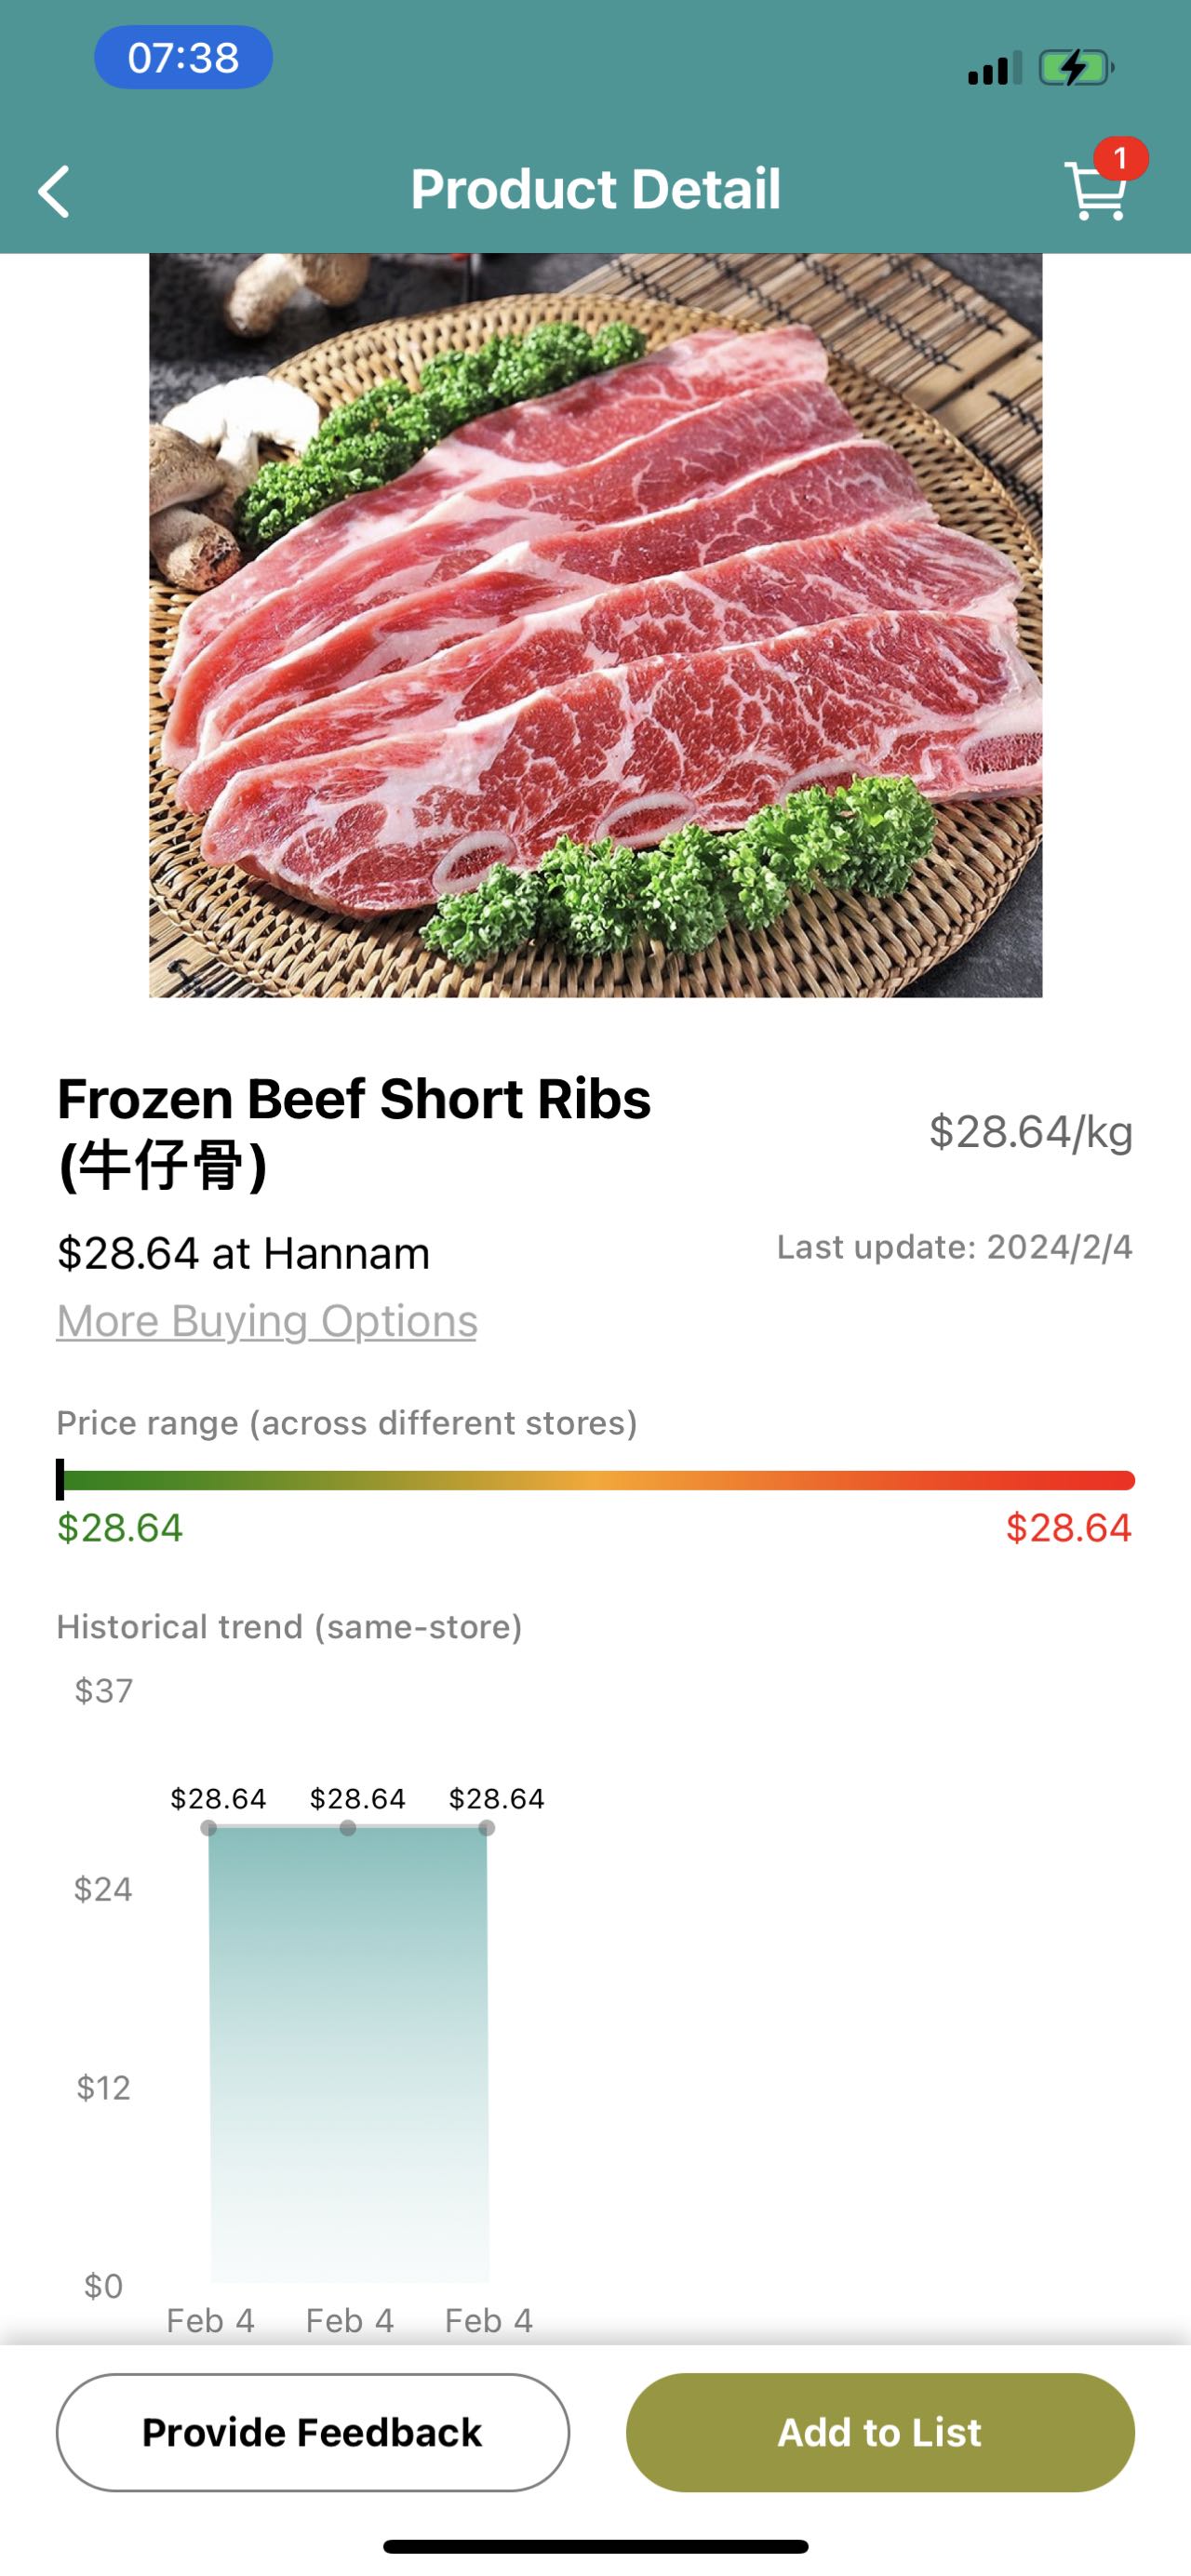 07:38
Product Detail
1
Frozen Beef Short Ribs
(牛仔骨)
$28.64/kg
$28.64 at Hannam
Last update: 2024/2/4
More Buying Options
Price range (across different stores)
$28.64 $28.64
Historical trend (same-store)
$37
$28.64 $28.64 $28.64
$24
$12
$0
Feb 4 Feb 4 Feb 4
Provide Feedback
Add to List